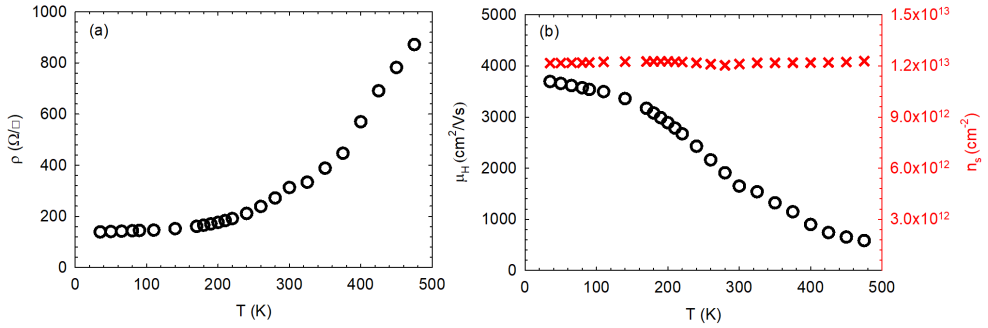 (a)
1000
800
600
400
200
0
ρ (Ω/□)
0
100
200
300
400
500
T (K)
(b)
5000
4000
3000
2000
1000
0
μH (cm²/Vs)
0
100
200
300
400
500
T (K)
1.5x10¹³
1.2x10¹³
9.0x10¹²
6.0x10¹²
3.0x10¹²
ns (cm⁻²)